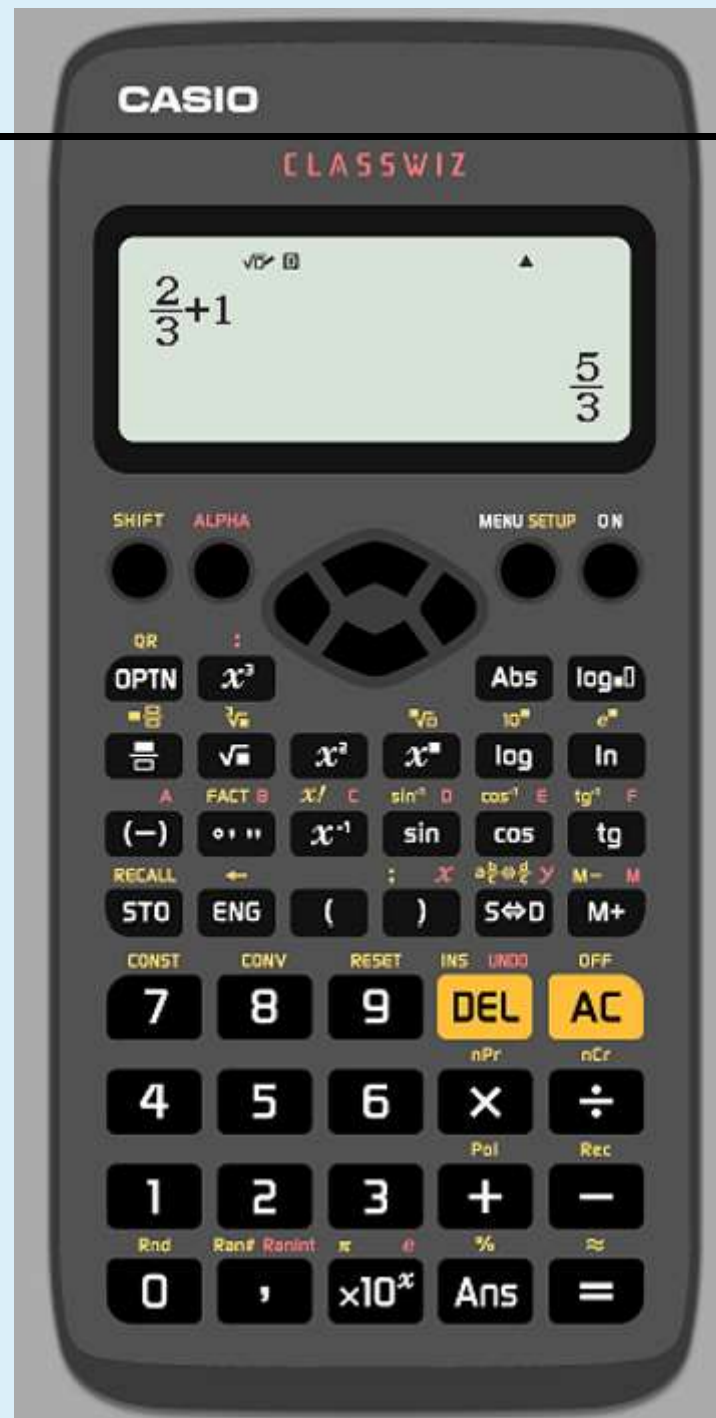 CASIO
CLASSWIZ
√□ D ▲
2/3+1
5/3
SHIFT ALPHA MENU SETUP ON
QR :
OPTN x³ Abs log■□
■□/□ ³√■ ■√□ 10■ e■
■/□ √■ x² x■ log ln
A FACT B x! C sin⁻¹ D cos⁻¹ E tg⁻¹ F
(−) ° ' " x⁻¹ sin cos tg
RECALL ← ; x a b/c⇔d/c y M− M
STO ENG ( ) S⇔D M+
CONST CONV RESET INS UNDO OFF
7 8 9 DEL AC
nPr nCr
4 5 6 × ÷
Pol Rec
1 2 3 + −
Rnd Ran# RanInt π e % ≈
0 , ×10ˣ Ans =